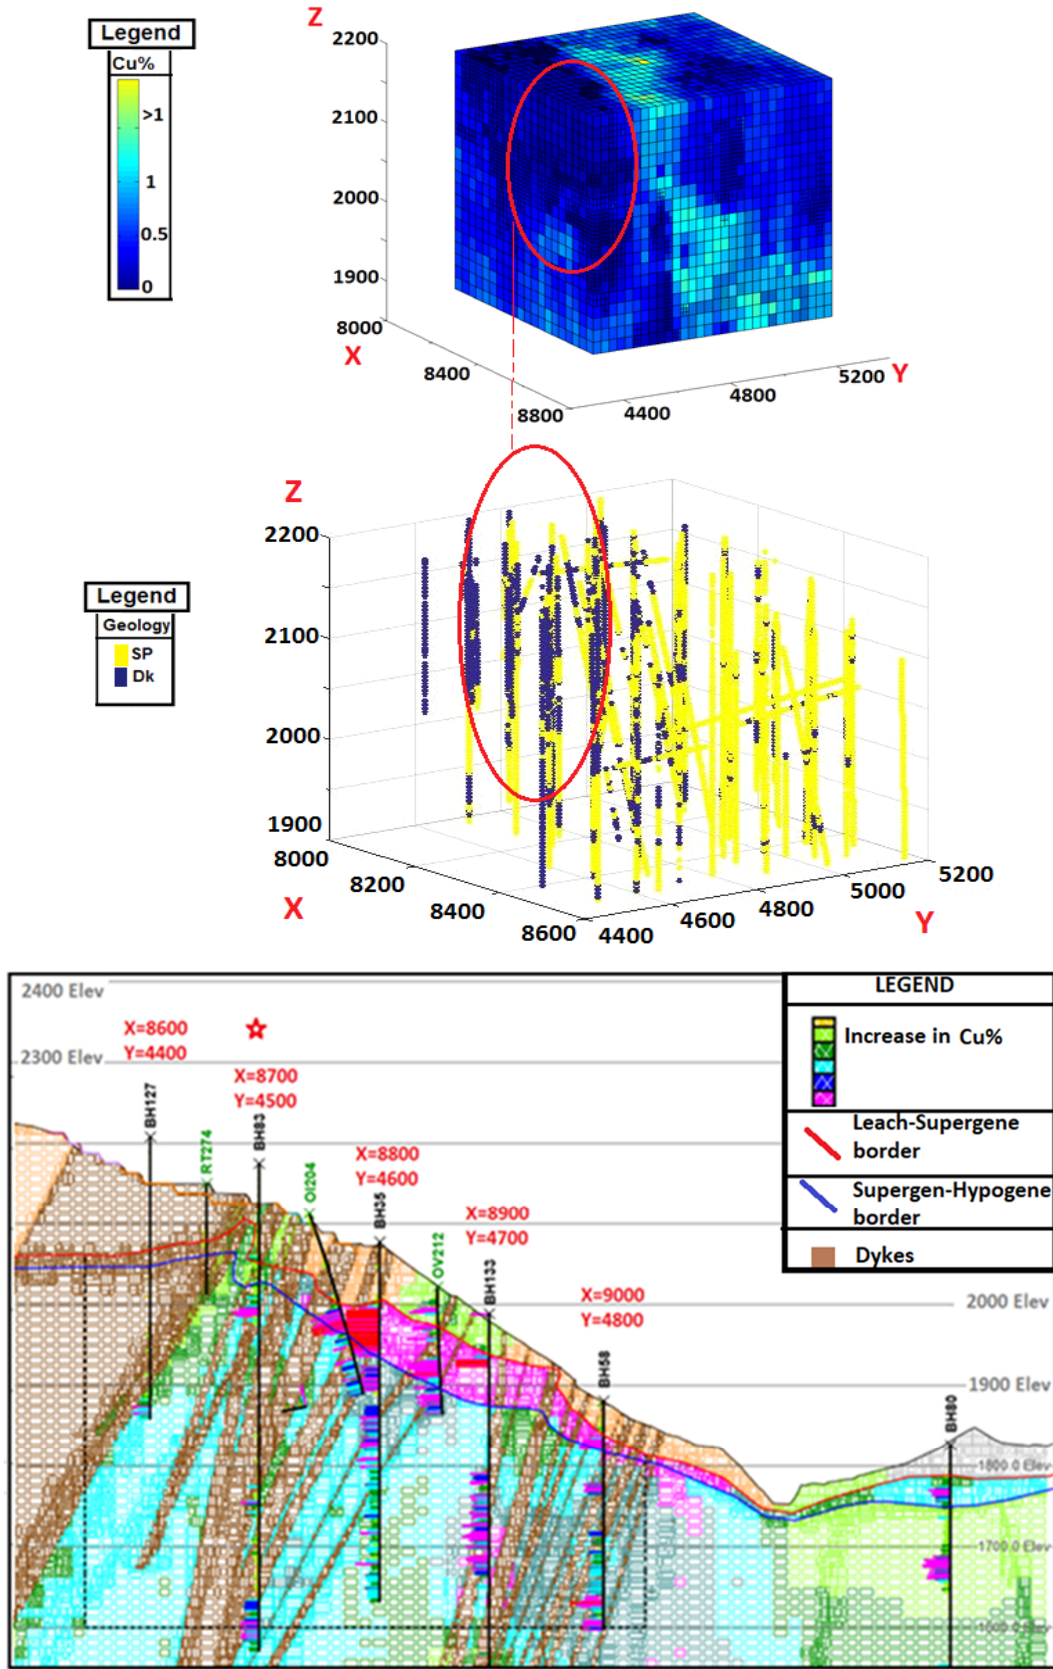 Legend
Cu%
>1
1
0.5
0
Z
2200
2100
2000
1900
8000
X
8400
8800
4400
4800
5200
Y
Z
2200
2100
2000
1900
8000
X
8200
8400
8600
4400
4600
4800
5000
5200
Y
Legend
Geology
SP
Dk
2400 Elev
2300 Elev
X=8600
Y=4400
X=8700
Y=4500
X=8800
Y=4600
X=8900
Y=4700
X=9000
Y=4800
BH127
RT274
BH83
OI204
BH35
OV212
BH133
BH58
BH80
2000 Elev
1900 Elev
1800.0 Elev
1700.0 Elev
LEGEND
Increase in Cu%
Leach-Supergene
border
Supergen-Hypogene
border
Dykes